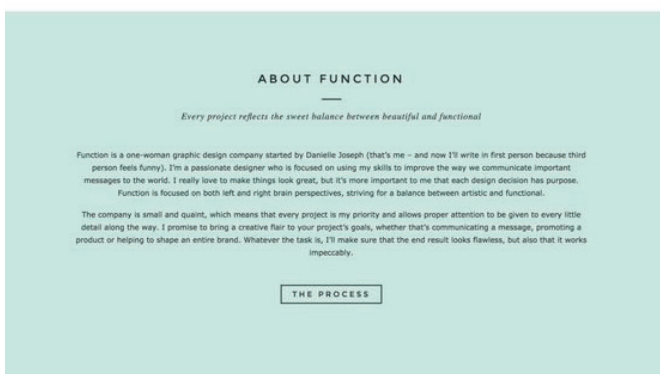 ABOUT FUNCTION
Every project reflects the sweet balance between beautiful and functional
Function is a one-woman graphic design company started by Danielle Joseph (that's me – and now I'll write in first person because third
person feels funny). I'm a passionate designer who is focused on using my skills to improve the way we communicate important
messages to the world. I really love to make things look great, but it's more important to me that each design decision has purpose.
Function is focused on both left and right brain perspectives, striving for a balance between artistic and functional.
The company is small and quaint, which means that every project is my priority and allows proper attention to be given to every little
detail along the way. I promise to bring a creative flair to your project's goals, whether that's communicating a message, promoting a
product or helping to shape an entire brand. Whatever the task is, I'll make sure that the end result looks flawless, but also that it works
impeccably.
THE PROCESS